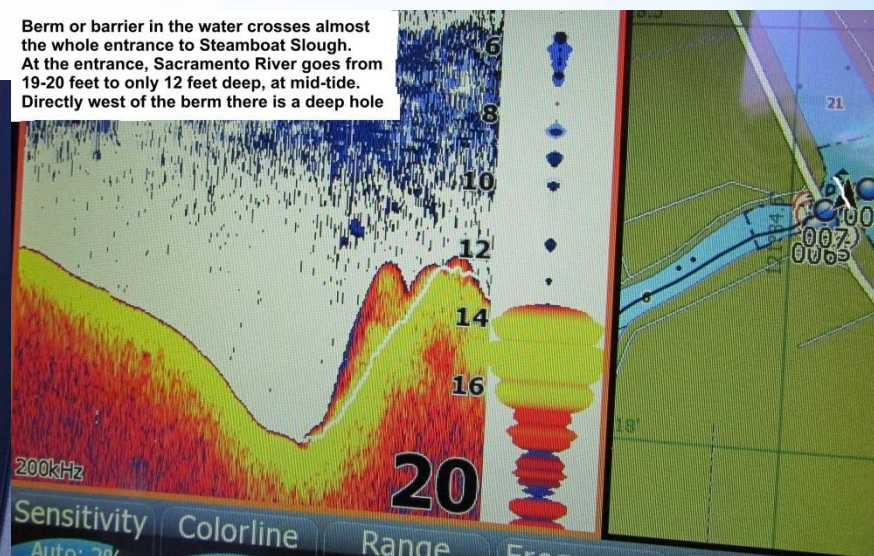 Berm or barrier in the water crosses almost
the whole entrance to Steamboat Slough.
At the entrance, Sacramento River goes from
19-20 feet to only 12 feet deep, at mid-tide.
Directly west of the berm there is a deep hole
6
8
10
12
14
16
20
200kHz
Sensitivity
Colorline
Range
21
007
18'